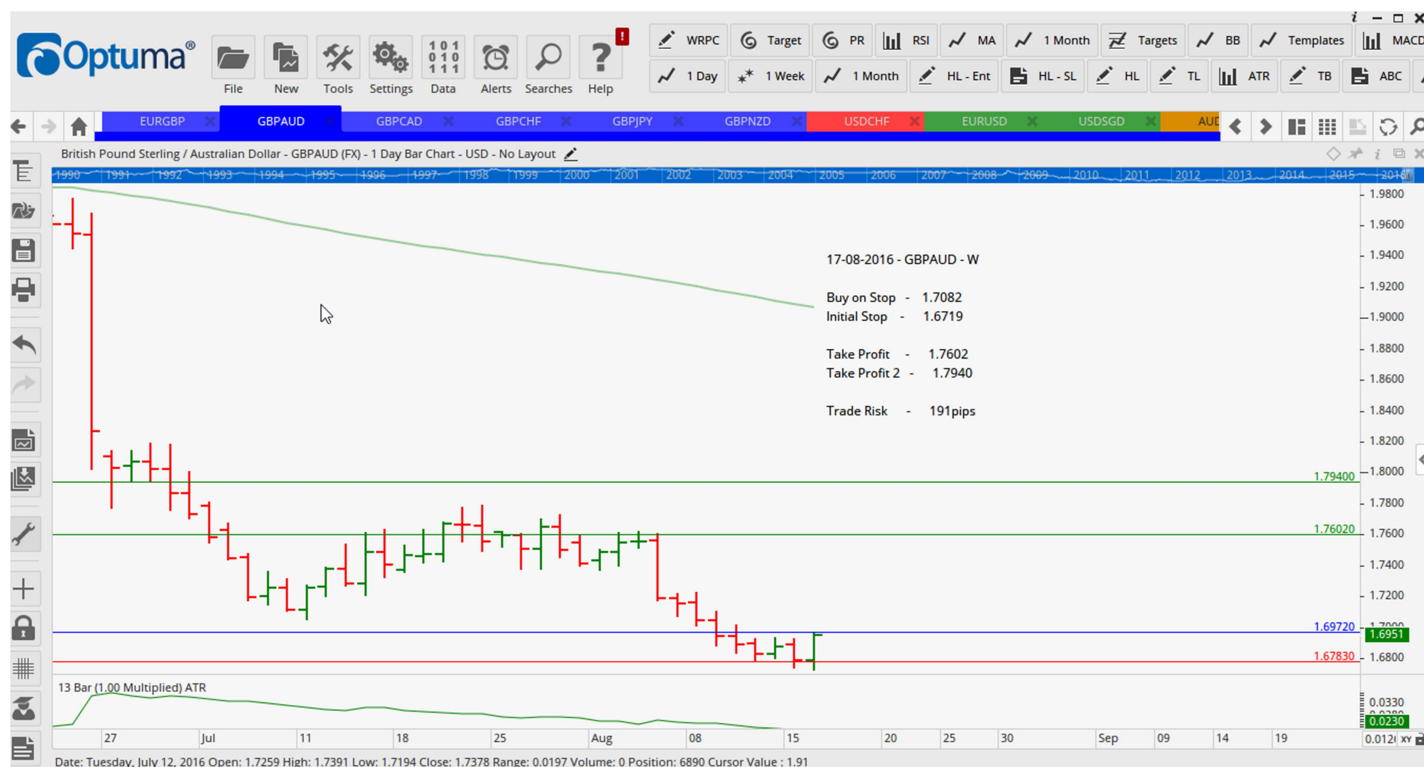 Optuma®
File
New
Tools
Settings
Data
Alerts
Searches
Help
WRPC
Target
PR
RSI
MA
1 Month
Targets
BB
Templates
MACD
1 Day
1 Week
1 Month
HL - Ent
HL - SL
HL
TL
ATR
TB
ABC
EURGBP
GBPAUD
GBPCAD
GBPCHF
GBPJPY
GBPNZD
USDCHF
EURUSD
USDSGD
British Pound Sterling / Australian Dollar - GBPAUD (FX) - 1 Day Bar Chart - USD - No Layout
1990 1991 1992 1993 1994 1995 1996 1997 1998 1999 2000 2001 2002 2003 2004 2005 2006 2007 2008 2009 2010 2011 2012 2013 2014 2015
1.9800
1.9600
1.9400
1.9200
1.9000
1.8800
1.8600
1.8400
1.8200
1.8000
1.7800
1.7600
1.7400
1.7200
1.6951
1.6800
17-08-2016 - GBPAUD - W
Buy on Stop - 1.7082
Initial Stop - 1.6719
Take Profit - 1.7602
Take Profit 2 - 1.7940
Trade Risk - 191pips
1.79400
1.76020
1.69720
1.67830
13 Bar (1.00 Multiplied) ATR
0.0330
0.0230
27 Jul 11 18 25 Aug 08 15 20 25 30 Sep 09 14 19
XY
Date: Tuesday, July 12, 2016 Open: 1.7259 High: 1.7391 Low: 1.7194 Close: 1.7378 Range: 0.0197 Volume: 0 Position: 6890 Cursor Value : 1.91